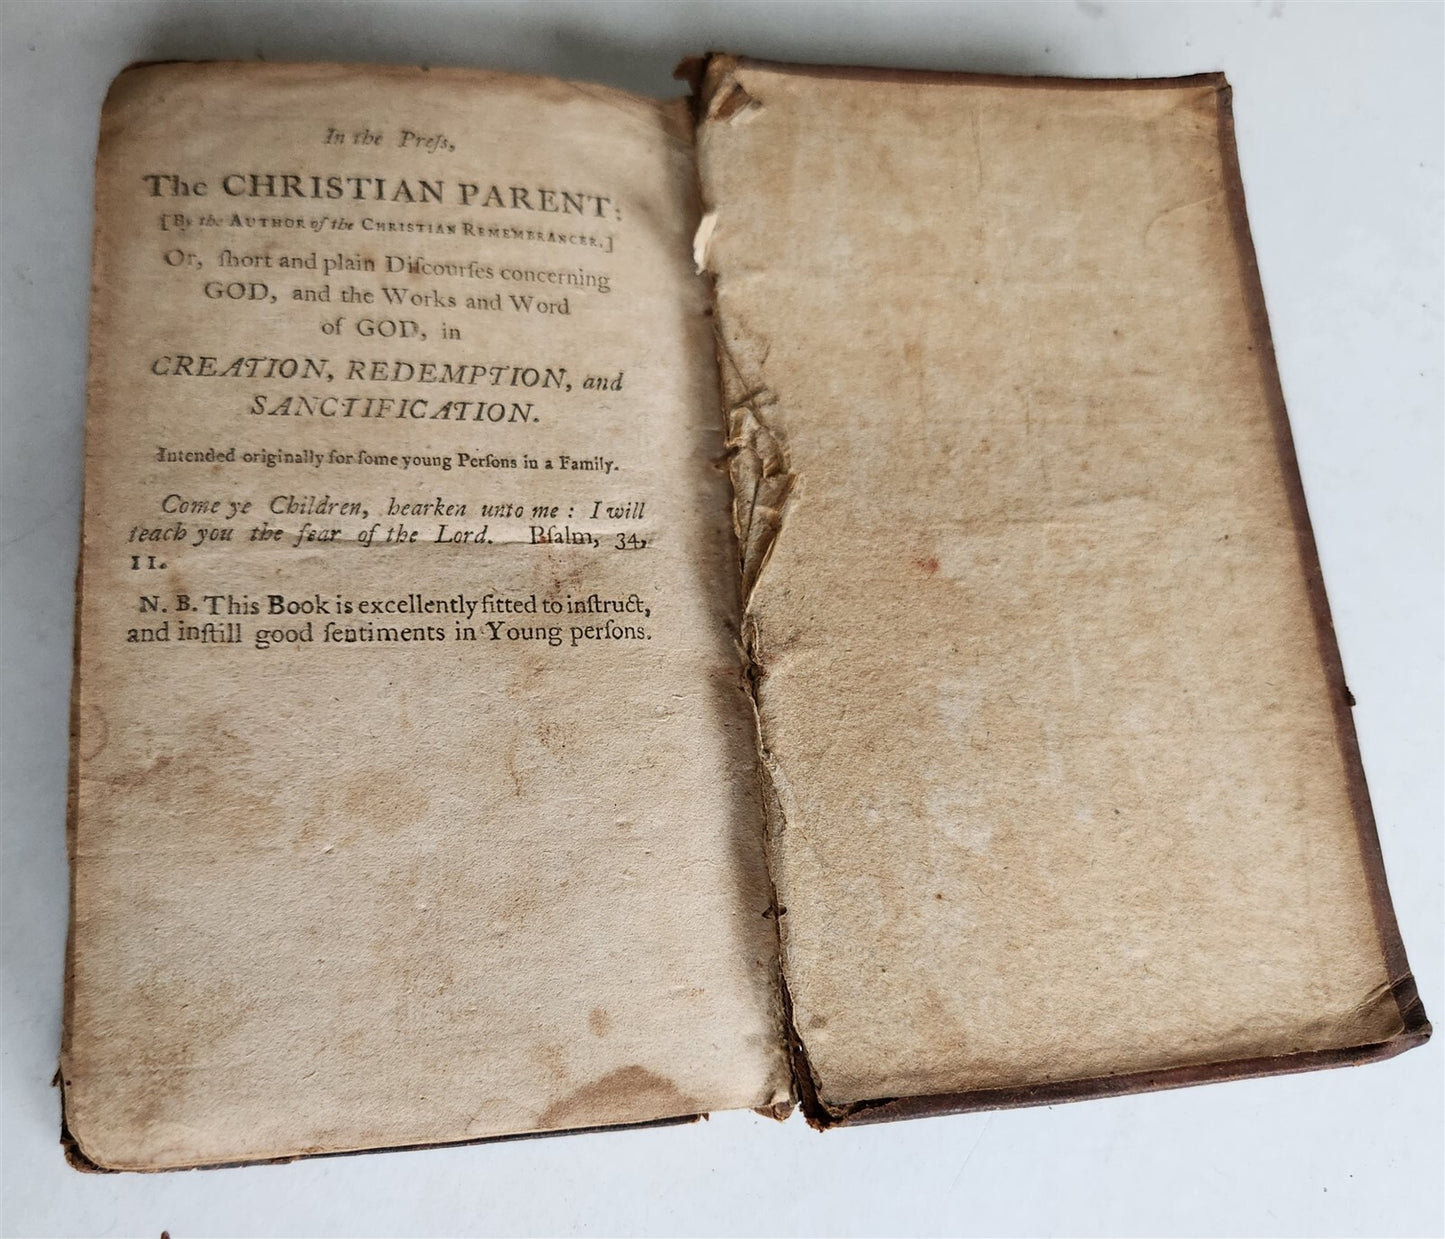 In the Preſs,
The CHRISTIAN PARENT:
[By the AUTHOR of the CHRISTIAN REMEMBRANCER.]
Or, ſhort and plain Diſcourſes concerning
GOD, and the Works and Word
of GOD, in
CREATION, REDEMPTION, and
SANCTIFICATION.
Intended originally for ſome young Perſons in a Family.
Come ye Children, hearken unto me : I will
teach you the fear of the Lord. Pſalm, 34,
11.
N. B. This Book is excellently fitted to inſtruct,
and inſtill good ſentiments in Young perſons.